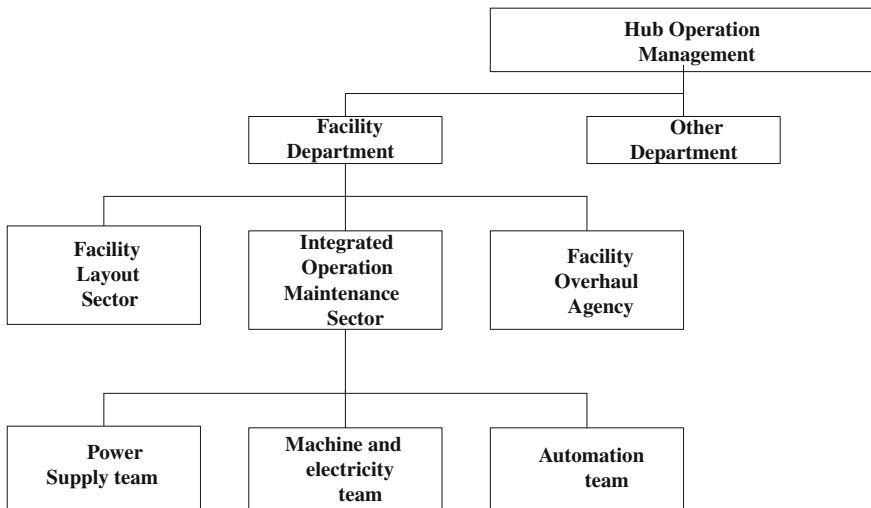 Hub Operation
Management
Facility
Department
Other
Department
Facility
Layout
Sector
Integrated
Operation
Maintenance
Sector
Facility
Overhaul
Agency
Power
Supply team
Machine and
electricity
team
Automation
team